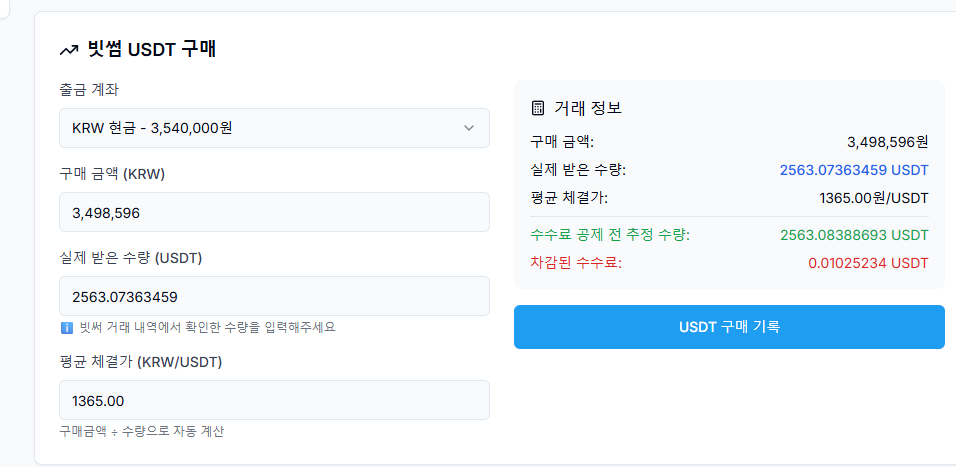 빗썸 USDT 구매
출금 계좌
KRW 현금 - 3,540,000원
구매 금액 (KRW)
3,498,596
실제 받은 수량 (USDT)
2563.07363459
빗썸 거래 내역에서 확인한 수량을 입력해주세요
평균 체결가 (KRW/USDT)
1365.00
구매금액 ÷ 수량으로 자동 계산
거래 정보
구매 금액: 3,498,596원
실제 받은 수량: 2563.07363459 USDT
평균 체결가: 1365.00원/USDT
수수료 공제 전 추정 수량: 2563.08388693 USDT
차감된 수수료: 0.01025234 USDT
USDT 구매 기록